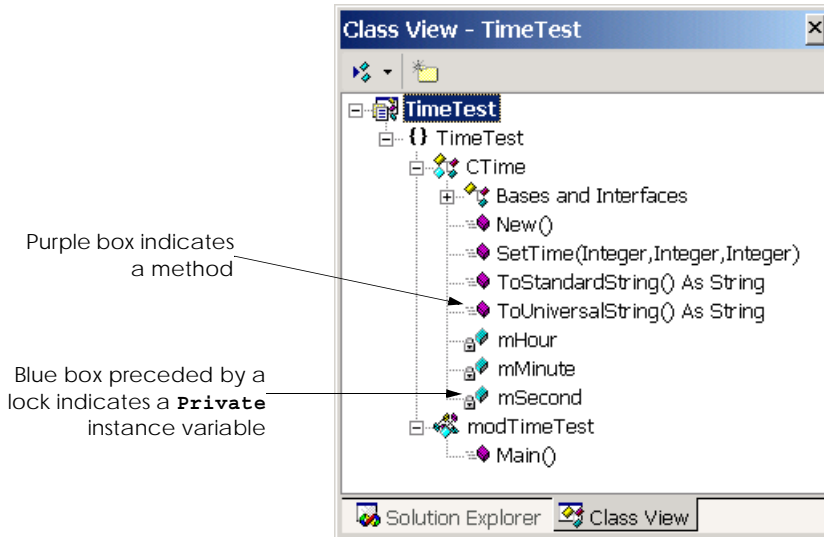 Class View - TimeTest
TimeTest
{} TimeTest
CTime
Bases and Interfaces
New()
SetTime(Integer,Integer,Integer)
ToStandardString() As String
ToUniversalString() As String
mHour
mMinute
mSecond
modTimeTest
Main()
Solution Explorer
Class View
Purple box indicates
a method
Blue box preceded by a
lock indicates a Private
instance variable